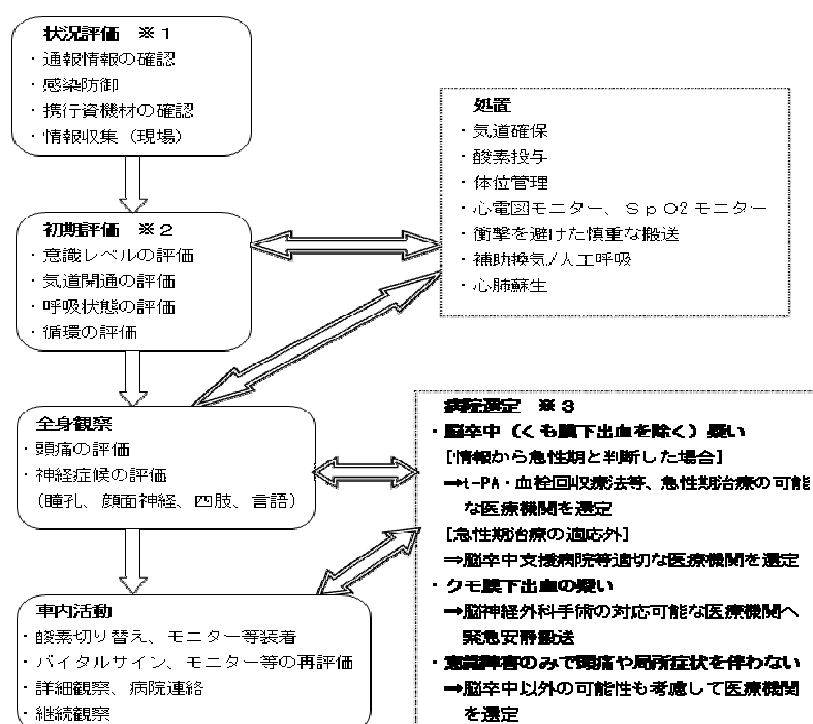 状況評価 ※1
・通報情報の確認
・感染防御
・携行資機材の確認
・情報収集（現場）
初期評価 ※2
・意識レベルの評価
・気道開通の評価
・呼吸状態の評価
・循環の評価
処置
・気道確保
・酸素投与
・体位管理
・心電図モニター、ＳｐＯ2モニター
・衝撃を避けた慎重な搬送
・補助換気/人工呼吸
・心肺蘇生
全身観察
・頭痛の評価
・神経症候の評価
（瞳孔、顔面神経、四肢、言語）
病院選定 ※3
・脳卒中（くも膜下出血を除く）疑い
［情報から急性期と判断した場合］
➡t-PA・血栓回収療法等、急性期治療の可能
な医療機関を選定
［急性期治療の適応外］
⇒脳卒中支援病院等適切な医療機関を選定
・クモ膜下出血の疑い
➡脳神経外科手術の対応可能な医療機関へ
緊急安静搬送
・意識障害のみで頭痛や局所症状を伴わない
➡脳卒中以外の可能性も考慮して医療機関
を選定
車内活動
・酸素切り替え、モニター等装着
・バイタルサイン、モニター等の再評価
・詳細観察、病院連絡
・継続観察